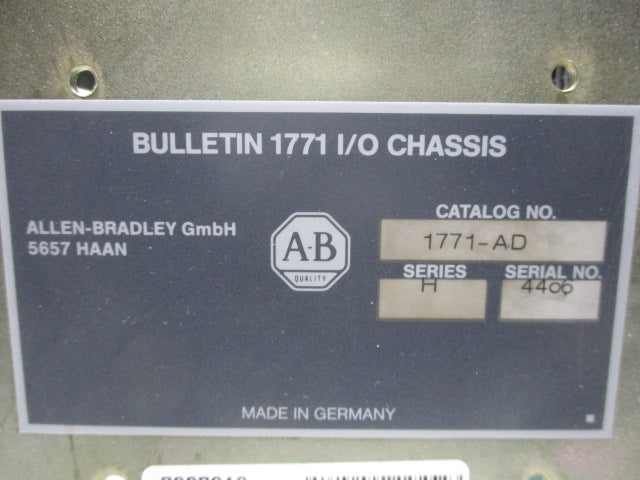 BULLETIN 1771 I/O CHASSIS
ALLEN-BRADLEY GmbH
5657 HAAN
A-B
QUALITY
CATALOG NO.
1771-AD
SERIES
H
SERIAL NO.
4406
MADE IN GERMANY